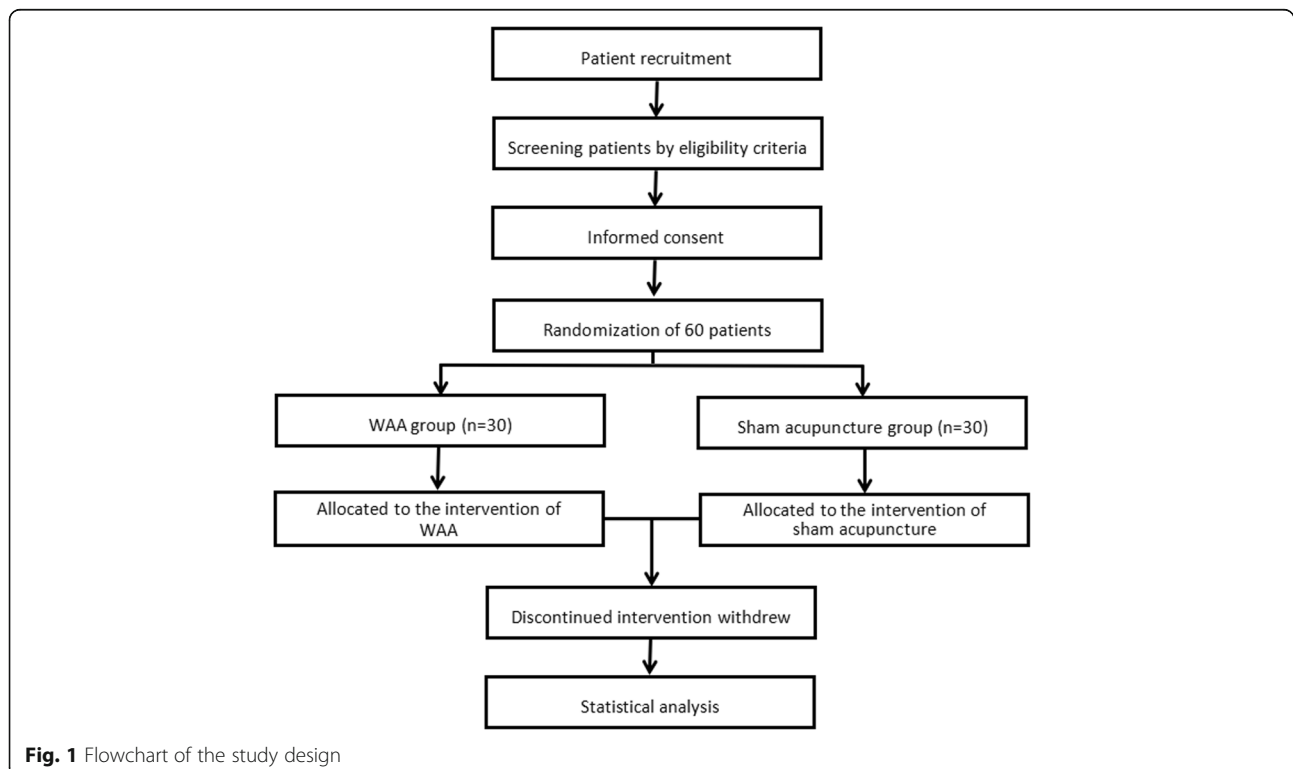 Patient recruitment
Screening patients by eligibility criteria
Informed consent
Randomization of 60 patients
WAA group (n=30)
Sham acupuncture group (n=30)
Allocated to the intervention of
WAA
Allocated to the intervention of
sham acupuncture
Discontinued intervention withdrew
Statistical analysis
Fig. 1 Flowchart of the study design